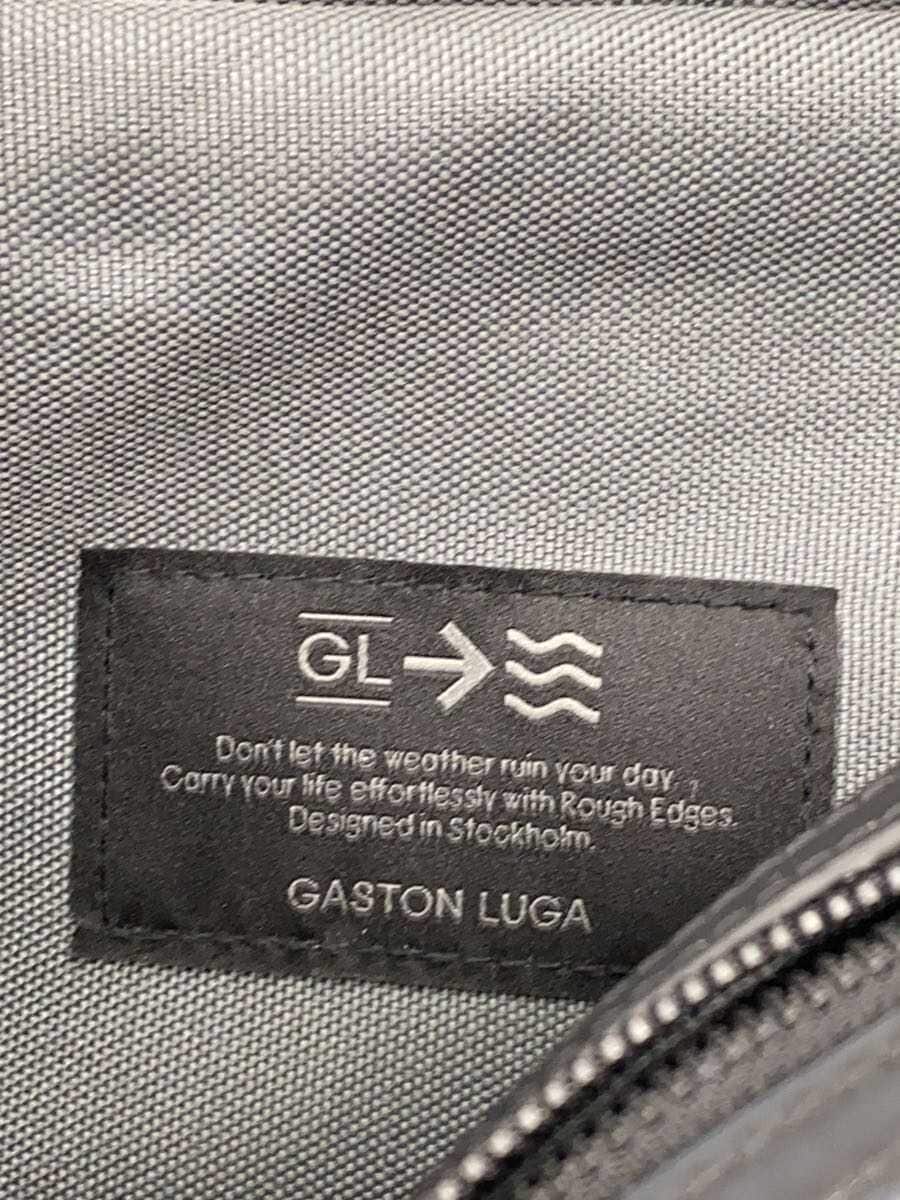 GL
Don't let the weather ruin your day.
Carry your life effortlessly with Rough Edges.
Designed in Stockholm.
GASTON LUGA